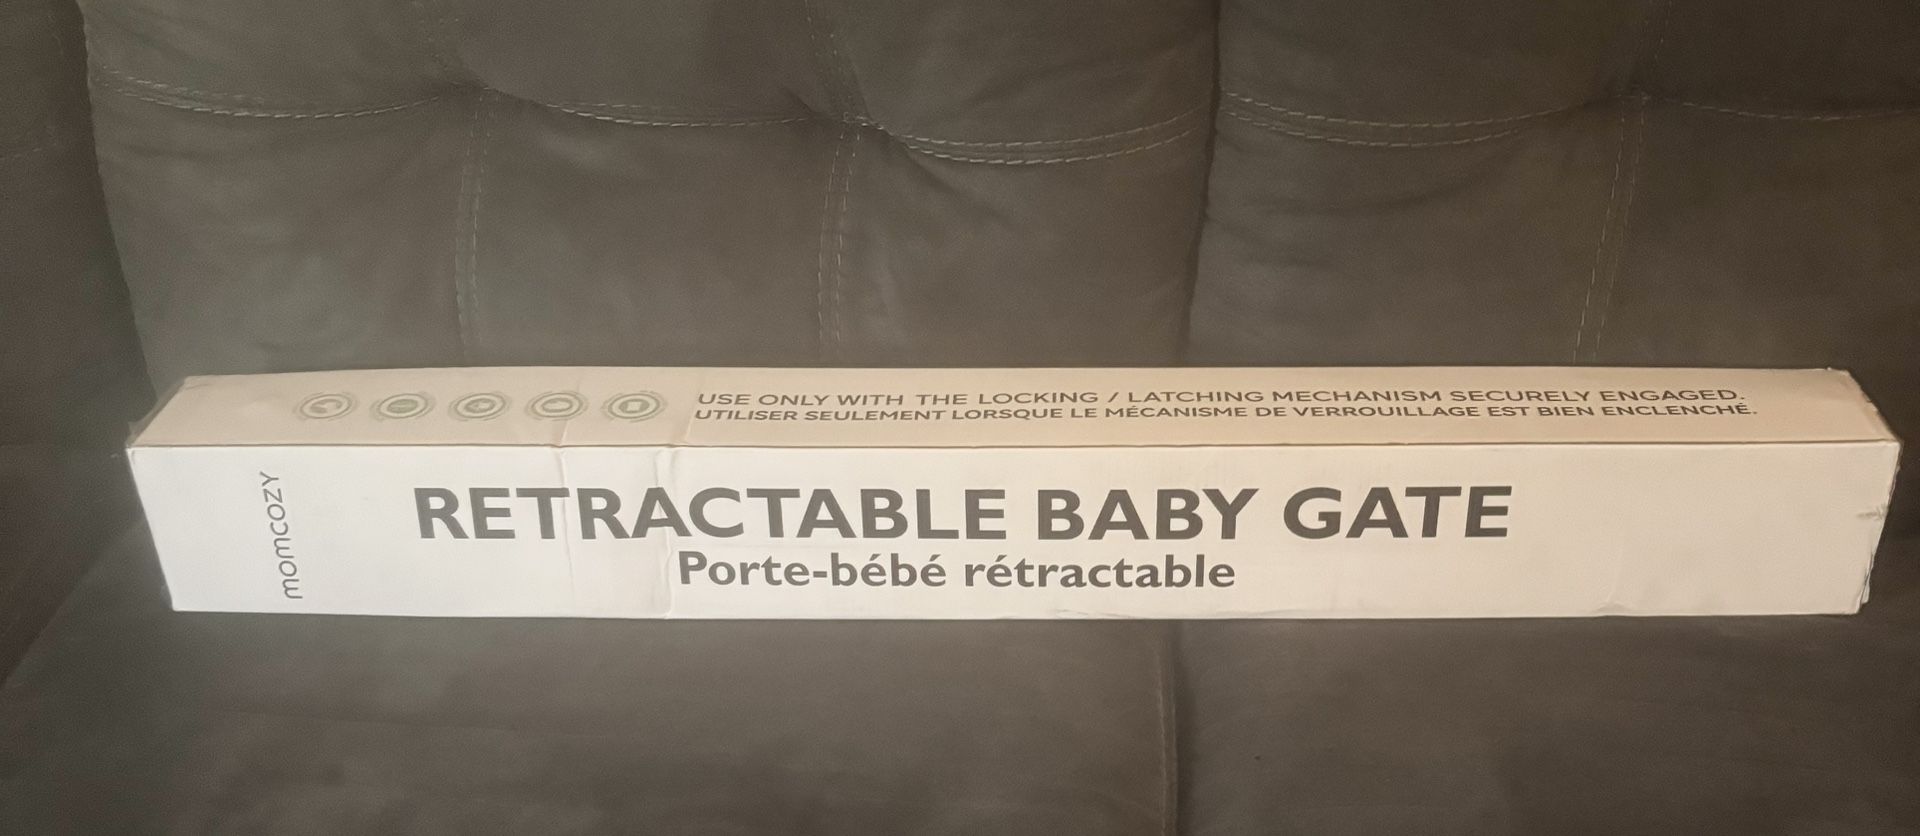 USE ONLY WITH THE LOCKING / LATCHING MECHANISM SECURELY ENGAGED.
UTILISER SEULEMENT LORSQUE LE MÉCANISME DE VERROUILLAGE EST BIEN ENCLENCHÉ.
momcozy
RETRACTABLE BABY GATE
Porte-bébé rétractable